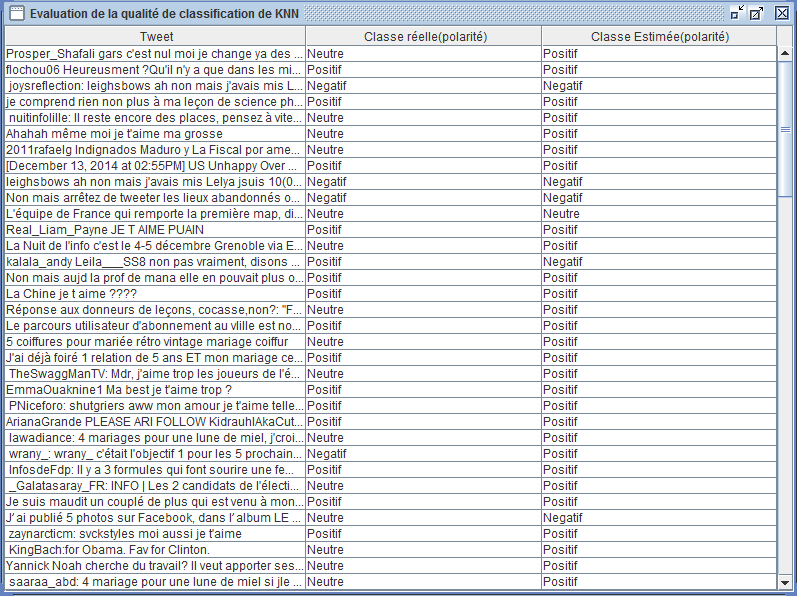 Evaluation de la qualité de classification de KNN
Tweet Classe réelle(polarité) Classe Estimée(polarité)
Prosper_Shafali gars c'est nul moi je change ya des ... Neutre Positif
flochou06 Heureusment ?Qu'il n'y a que dans les mi... Positif Positif
joysreflection: leighsbows ah non mais j'avais mis L... Negatif Negatif
je comprend rien non plus à ma leçon de science ph... Positif Positif
nuitinfolille: Il reste encore des places, pensez à vite... Neutre Positif
Ahahah même moi je t'aime ma grosse Neutre Positif
2011rafaelg Indignados Maduro y La Fiscal por ame... Neutre Positif
[December 13, 2014 at 02:55PM] US Unhappy Over ... Positif Positif
leighsbows ah non mais j'avais mis Lelya jsuis 10(0... Negatif Negatif
Non mais arrêtez de tweeter les lieux abandonnés o... Negatif Negatif
L'équipe de France qui remporte la première map, di... Neutre Neutre
Real_Liam_Payne JE T AIME PUAIN Positif Positif
La Nuit de l'info c'est le 4-5 décembre Grenoble via E... Neutre Positif
kalala_andy Leila___SS8 non pas vraiment, disons ... Positif Negatif
Non mais aujd la prof de mana elle en pouvait plus o... Positif Positif
La Chine je t aime ???? Positif Positif
Réponse aux donneurs de leçons, cocasse,non?: "F... Neutre Positif
Le parcours utilisateur d'abonnement au vlille est no... Positif Positif
5 coiffures pour mariée rétro vintage mariage coiffur Neutre Positif
J'ai déjà foiré 1 relation de 5 ans ET mon mariage ce... Positif Positif
TheSwaggManTV: Mdr, j'aime trop les joueurs de l'é... Neutre Positif
EmmaOuaknine1 Ma best je t'aime trop ? Positif Positif
PNiceforo: shutgriers aww mon amour je t'aime telle... Positif Positif
ArianaGrande PLEASE ARI FOLLOW KidrauhlAkaCut... Positif Positif
lawadiance: 4 mariages pour une lune de miel, j'croi... Neutre Positif
wrany_: wrany_ c'était l'objectif 1 pour les 5 prochain... Negatif Positif
InfosdeFdp: Il y a 3 formules qui font sourire une fe... Positif Positif
_Galatasaray_FR: INFO | Les 2 candidats de l'électi... Neutre Positif
Je suis maudit un couplé de plus qui est venu à mon... Positif Positif
J'ai publié 5 photos sur Facebook, dans l'album LE ... Neutre Negatif
zaynarcticm: svckstyles moi aussi je t'aime Positif Positif
KingBach:for Obama. Fav for Clinton. Neutre Positif
Yannick Noah cherche du travail? Il veut apporter ses... Neutre Positif
saaraa_abd: 4 mariage pour une lune de miel si jle ... Neutre Positif